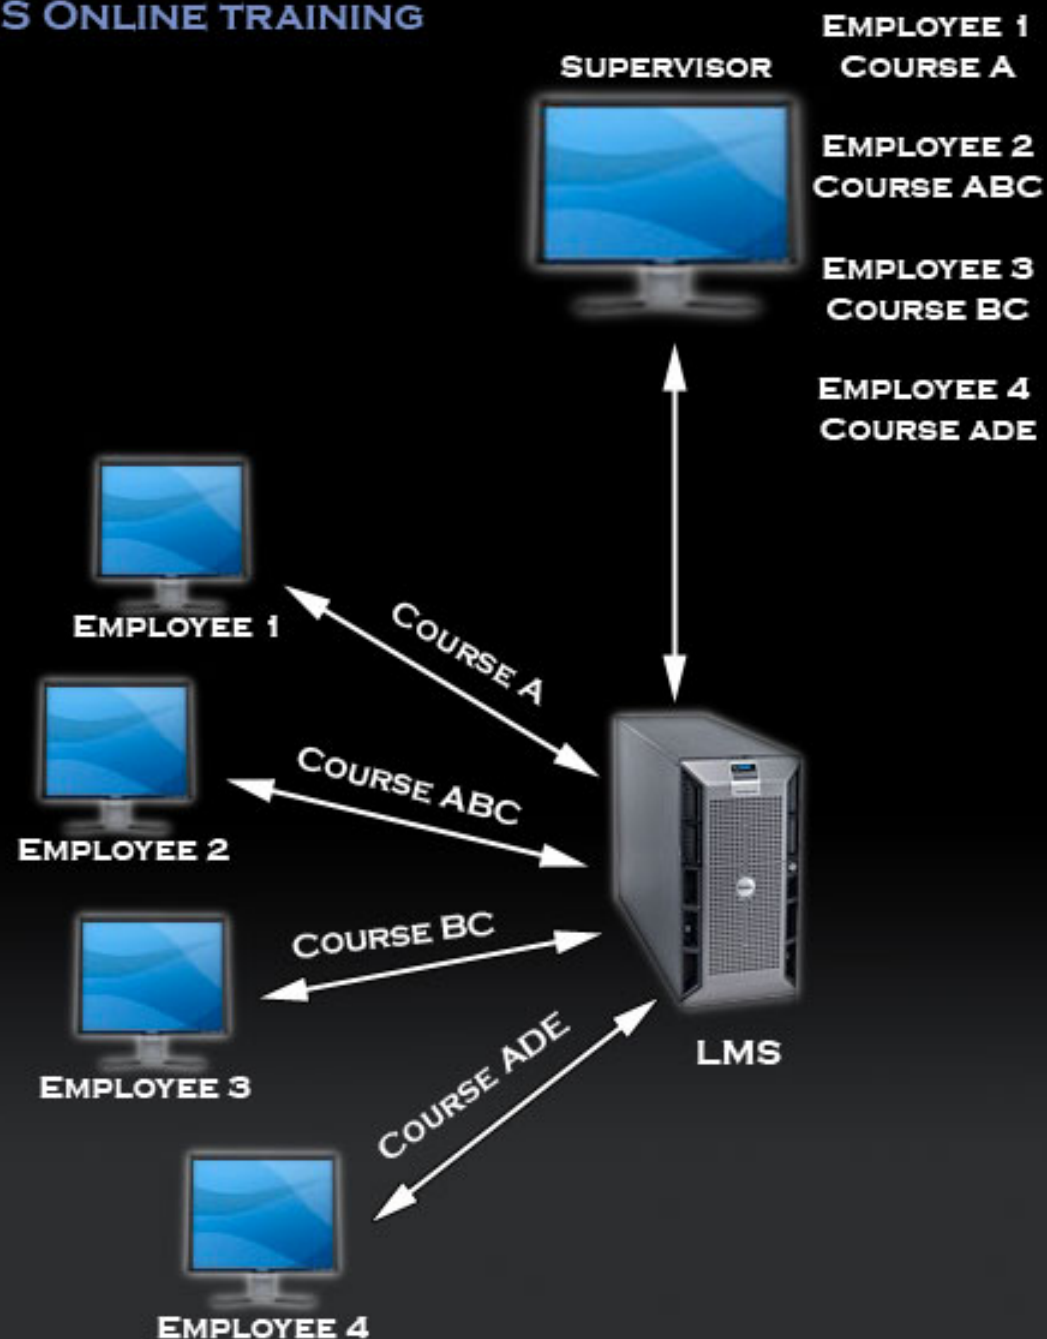 S Online training
Supervisor
Employee 1
Course A
Employee 2
Course ABC
Employee 3
Course BC
Employee 4
Course ade
Employee 1
Course A
Employee 2
Course ABC
Employee 3
Course BC
Employee 4
Course ADE
LMS